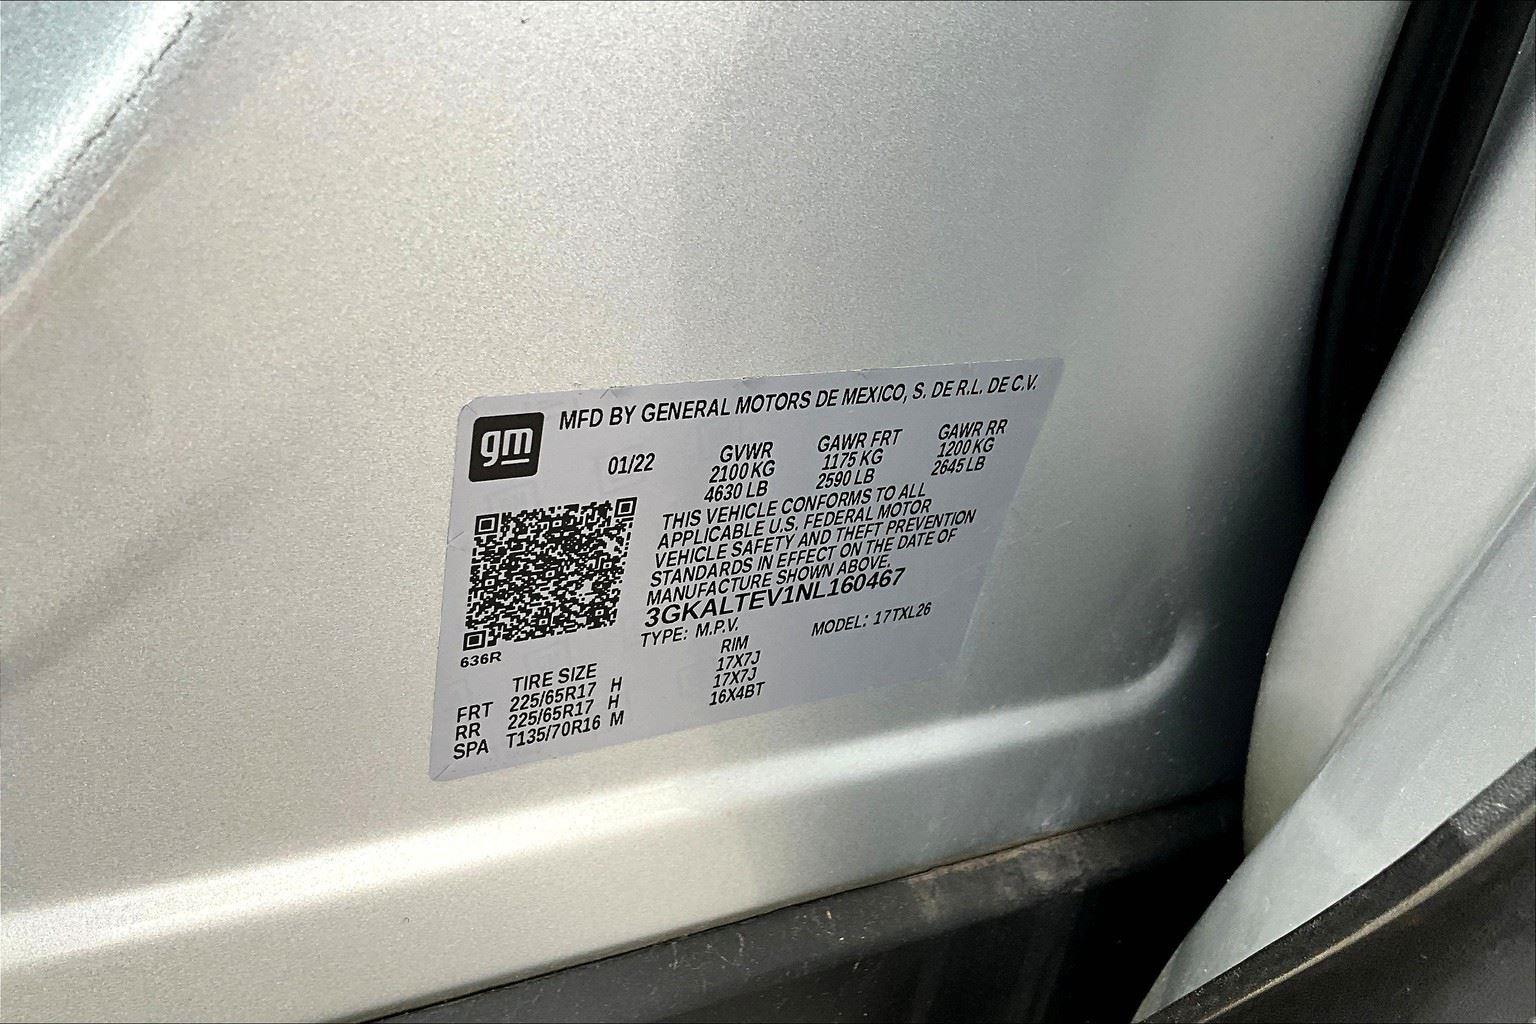 gm
MFD BY GENERAL MOTORS DE MEXICO, S. DE R.L. DE C.V.
01/22 GVWR GAWR FRT GAWR RR
2100 KG 1175 KG 1200 KG
4630 LB 2590 LB 2645 LB
THIS VEHICLE CONFORMS TO ALL
APPLICABLE U.S. FEDERAL MOTOR
VEHICLE SAFETY AND THEFT PREVENTION
STANDARDS IN EFFECT ON THE DATE OF
MANUFACTURE SHOWN ABOVE.
3GKALTEV1NL160467
TYPE: M.P.V. MODEL: 17TXL26
636R
TIRE SIZE RIM
FRT 225/65R17 H 17X7J
RR 225/65R17 H 17X7J
SPA T135/70R16 M 16X4BT